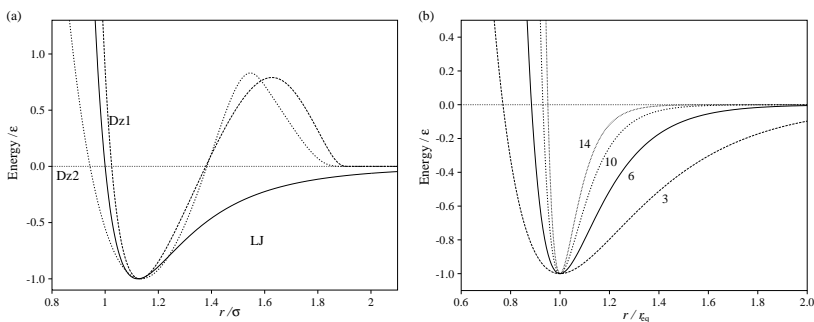 (a)
Energy / ε
1.0
0.5
0.0
-0.5
-1.0
Dz1
Dz2
LJ
0.8 1 1.2 1.4 1.6 1.8 2
r/σ
(b)
Energy / ε
0.4
0.2
0.0
-0.2
-0.4
-0.6
-0.8
-1.0
14
10
6
3
0.6 0.8 1.0 1.2 1.4 1.6 1.8 2.0
r / req